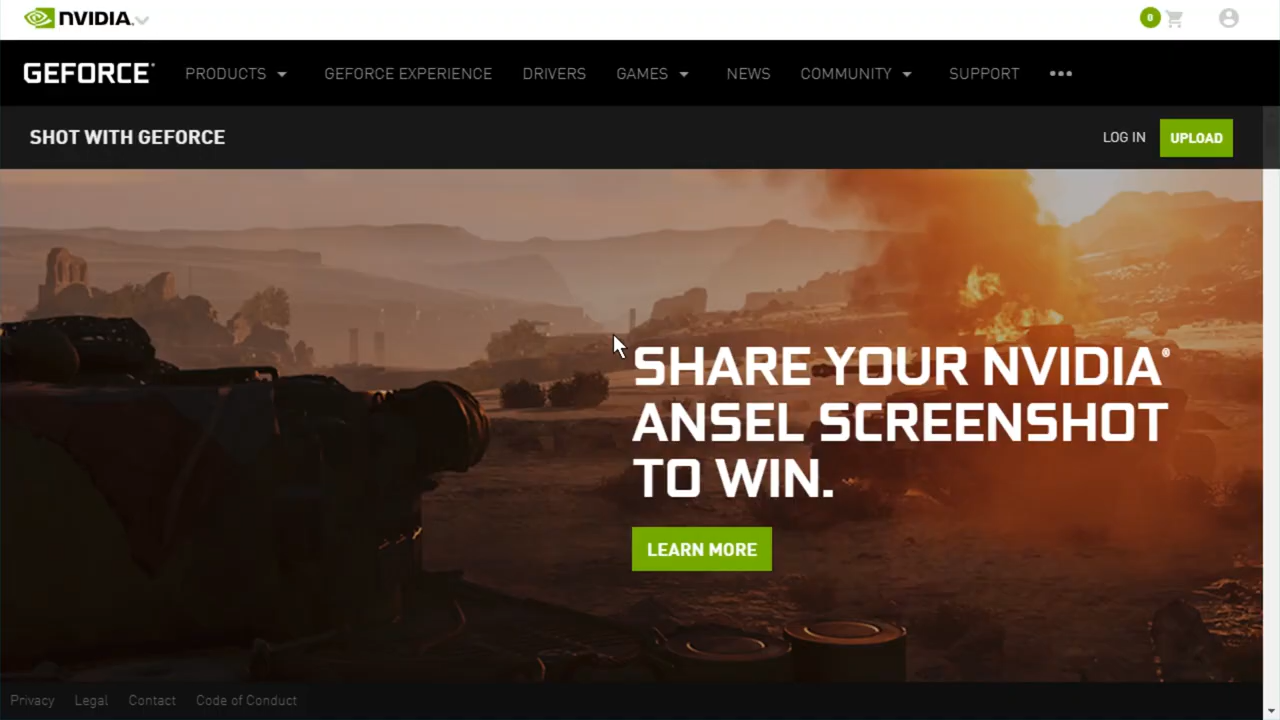 NVIDIA.
0
GEFORCE®
PRODUCTS
GEFORCE EXPERIENCE
DRIVERS
GAMES
NEWS
COMMUNITY
SUPPORT
SHOT WITH GEFORCE
LOG IN
UPLOAD
SHARE YOUR NVIDIA®
ANSEL SCREENSHOT
TO WIN.
LEARN MORE
Privacy
Legal
Contact
Code of Conduct